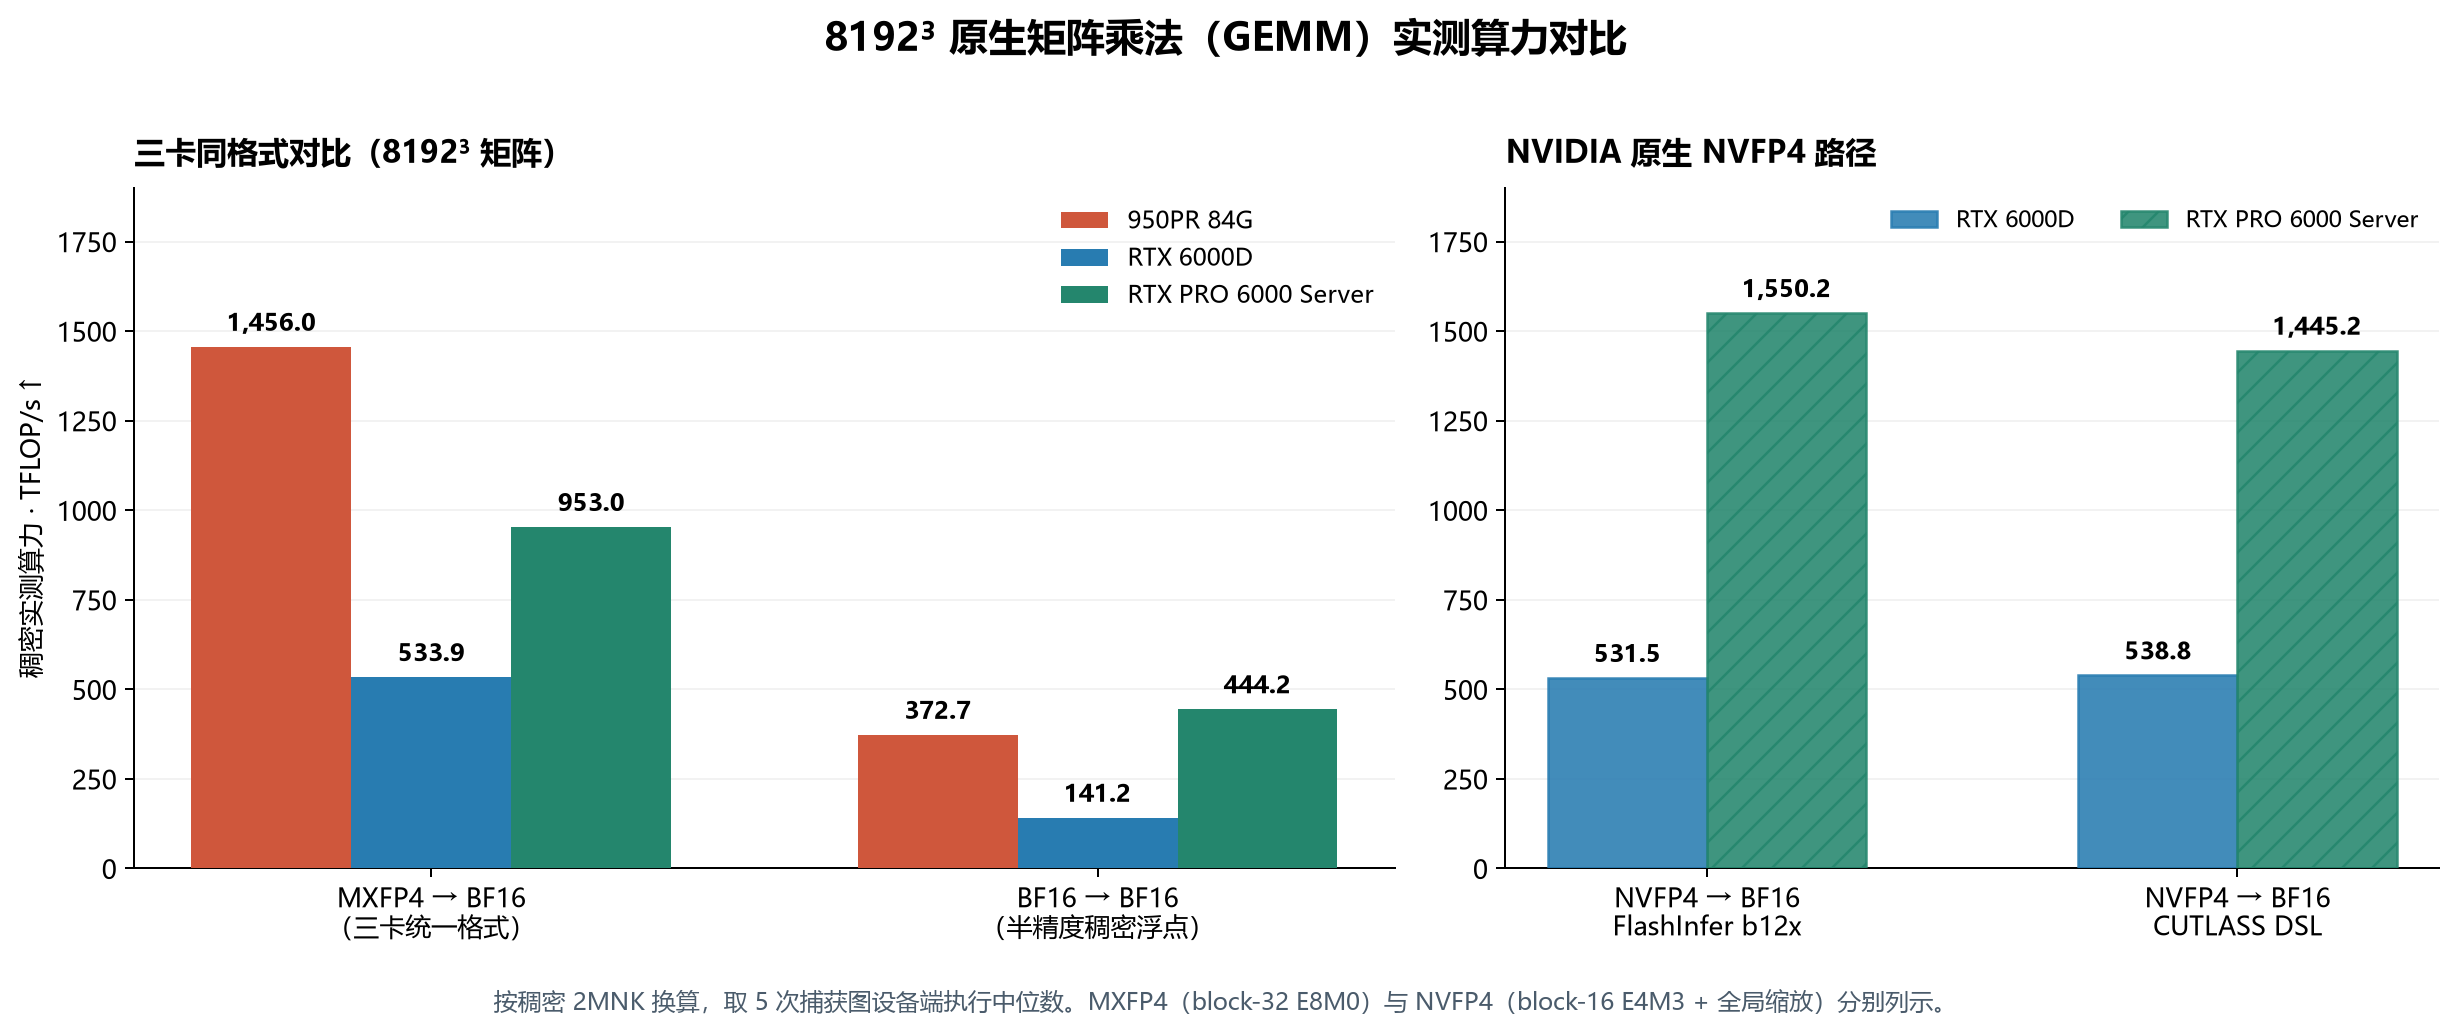 8192³ 原生矩阵乘法（GEMM）实测算力对比
三卡同格式对比（8192³ 矩阵）
稠密实测算力 · TFLOP/s ↑
1750
1500
1250
1000
750
500
250
0
950PR 84G
RTX 6000D
RTX PRO 6000 Server
1,456.0
533.9
953.0
372.7
141.2
444.2
MXFP4 → BF16
（三卡统一格式）
BF16 → BF16
（半精度稠密浮点）
NVIDIA 原生 NVFP4 路径
1750
1500
1250
1000
750
500
250
0
RTX 6000D
RTX PRO 6000 Server
531.5
1,550.2
538.8
1,445.2
NVFP4 → BF16
FlashInfer b12x
NVFP4 → BF16
CUTLASS DSL
按稠密 2MNK 换算，取 5 次捕获图设备端执行中位数。MXFP4（block-32 E8M0）与 NVFP4（block-16 E4M3 + 全局缩放）分别列示。